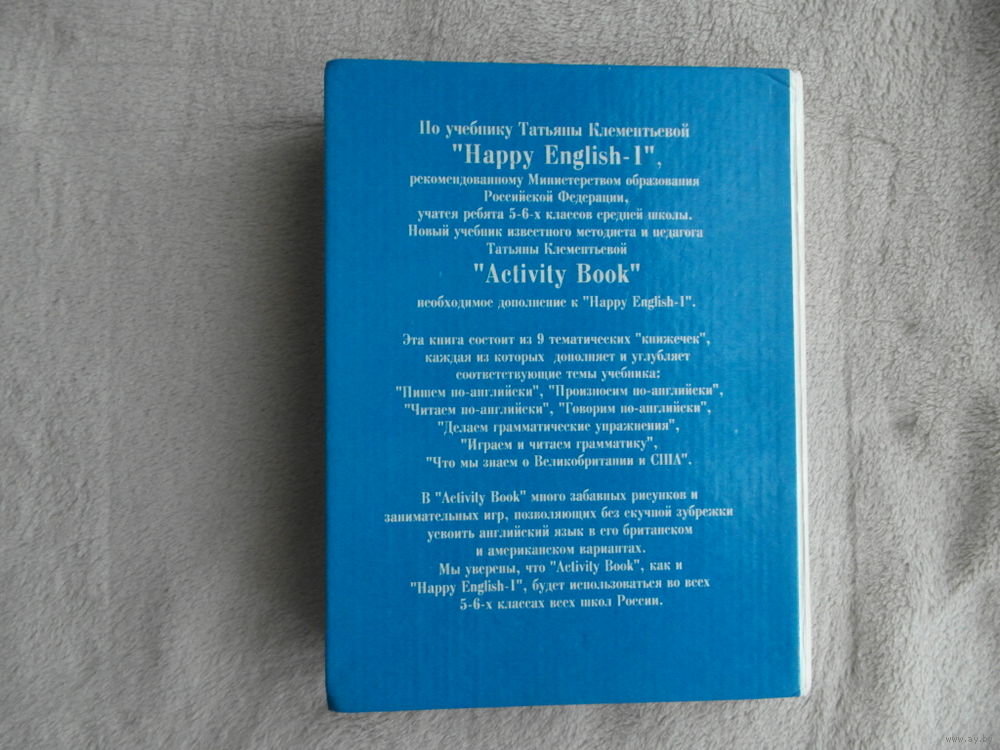 По учебнику Татьяны Клементьевой
"Happy English-1",
рекомендованному Министерством образования
Российской Федерации,
учатся ребята 5-6-х классов средней школы.
Новый учебник известного методиста и педагога
Татьяны Клементьевой
"Activity Book"
необходимое дополнение к "Happy English-1".
Эта книга состоит из 9 тематических "книжечек",
каждая из которых дополняет и углубляет
соответствующие темы учебника:
"Пишем по-английски", "Произносим по-английски",
"Читаем по-английски", "Говорим по-английски",
"Делаем грамматические упражнения",
"Играем и читаем грамматику",
"Что мы знаем о Великобритании и США".
В "Activity Book" много забавных рисунков и
занимательных игр, позволяющих без скучной зубрежки
усвоить английский язык в его британском
и американском вариантах.
Мы уверены, что "Activity Book", как и
"Happy English-1", будет использоваться во всех
5-6-х классах всех школ России.
www.ay.by